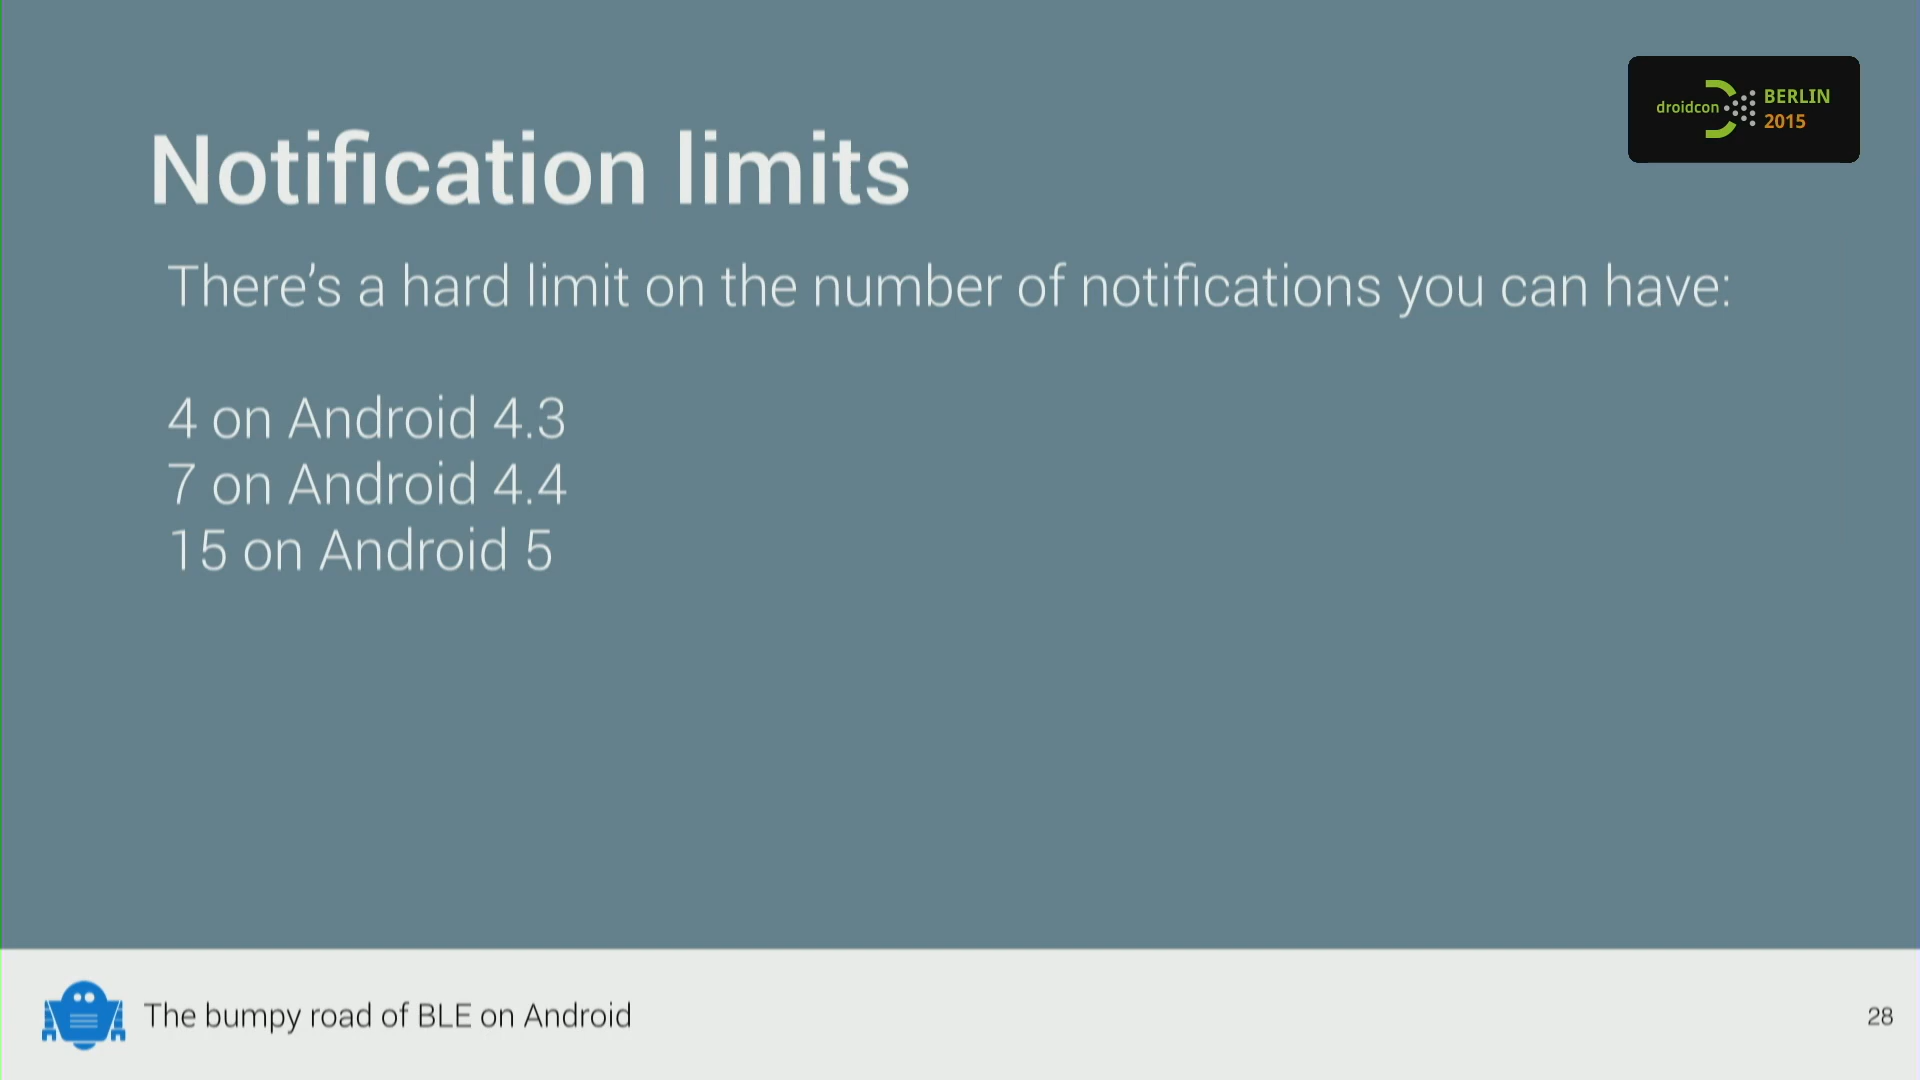 droidcon
BERLIN
2015
Notification limits
There’s a hard limit on the number of notifications you can have:
4 on Android 4.3
7 on Android 4.4
15 on Android 5
The bumpy road of BLE on Android
28